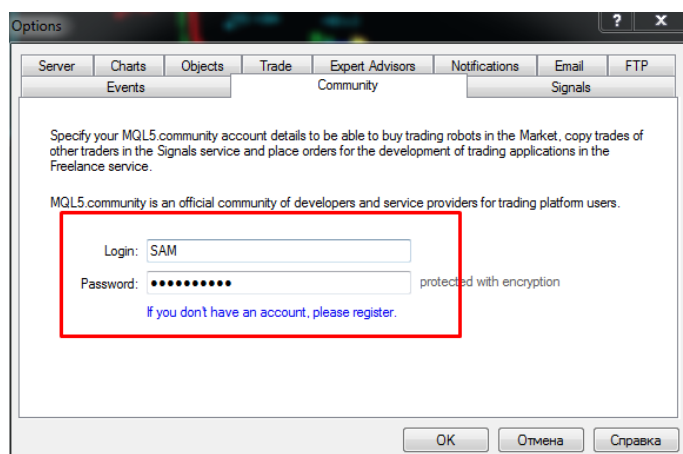 Options
? x
Server Charts Objects Trade Expert Advisors Notifications Email FTP
Events Community Signals
Specify your MQL5.community account details to be able to buy trading robots in the Market, copy trades of
other traders in the Signals service and place orders for the development of trading applications in the
Freelance service.
MQL5.community is an official community of developers and service providers for trading platform users.
Login: SAM
Password: ●●●●●●●●●● protected with encryption
If you don't have an account, please register.
OK Отмена Справка